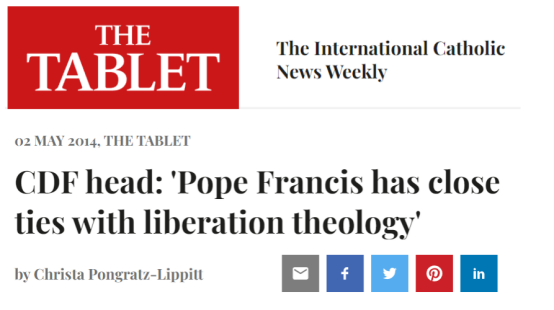 THE
TABLET
The International Catholic
News Weekly
02 MAY 2014, THE TABLET
CDF head: 'Pope Francis has close
ties with liberation theology'
by Christa Pongratz-Lippitt
f
in